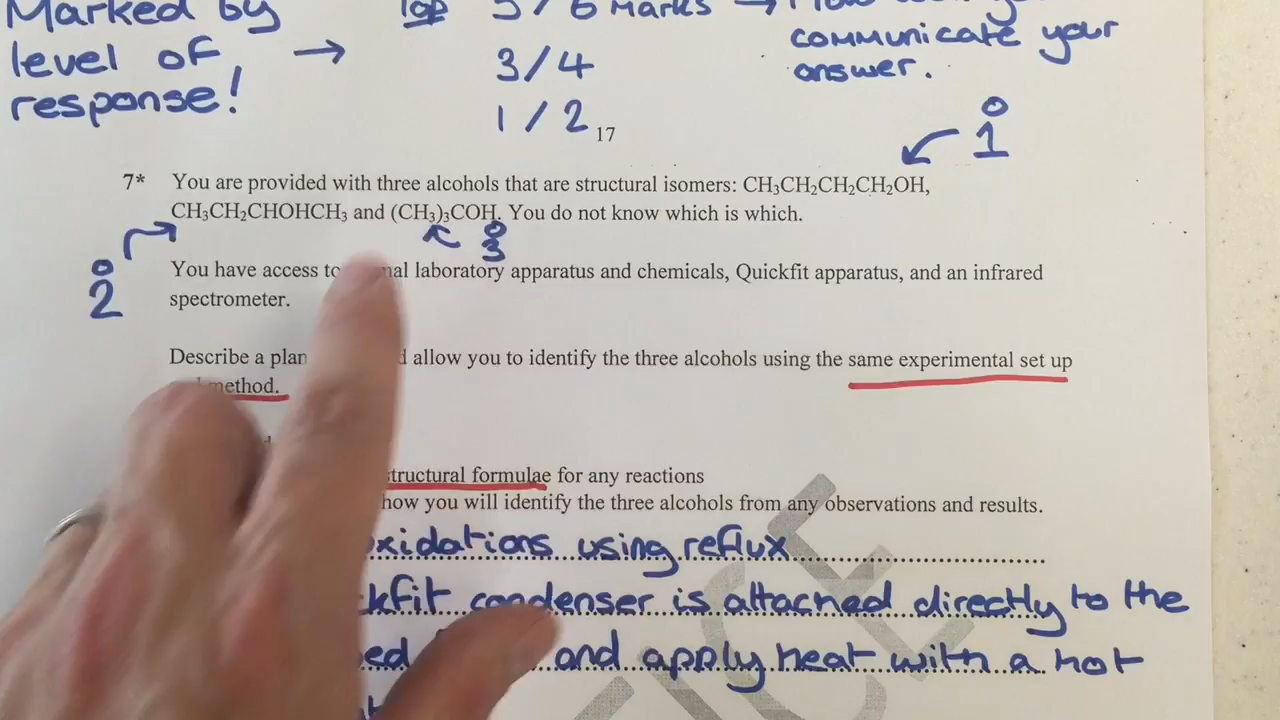 Marked by
level of →
response!
Top 5 / 6 Marks →
communicate your
answer.
3/4
1/2
17
1°
7* You are provided with three alcohols that are structural isomers: CH₃CH₂CH₂CH₂OH,
CH₃CH₂CHOHCH₃ and (CH₃)₃COH. You do not know which is which.
2°
3°
You have access to laboratory apparatus and chemicals, Quickfit apparatus, and an infrared
spectrometer.
Describe a plan allow you to identify the three alcohols using the same experimental set up
method.
structural formulae for any reactions
how you will identify the three alcohols from any observations and results.
oxidations using reflux
condenser is attached directly to the
and apply heat with a hot